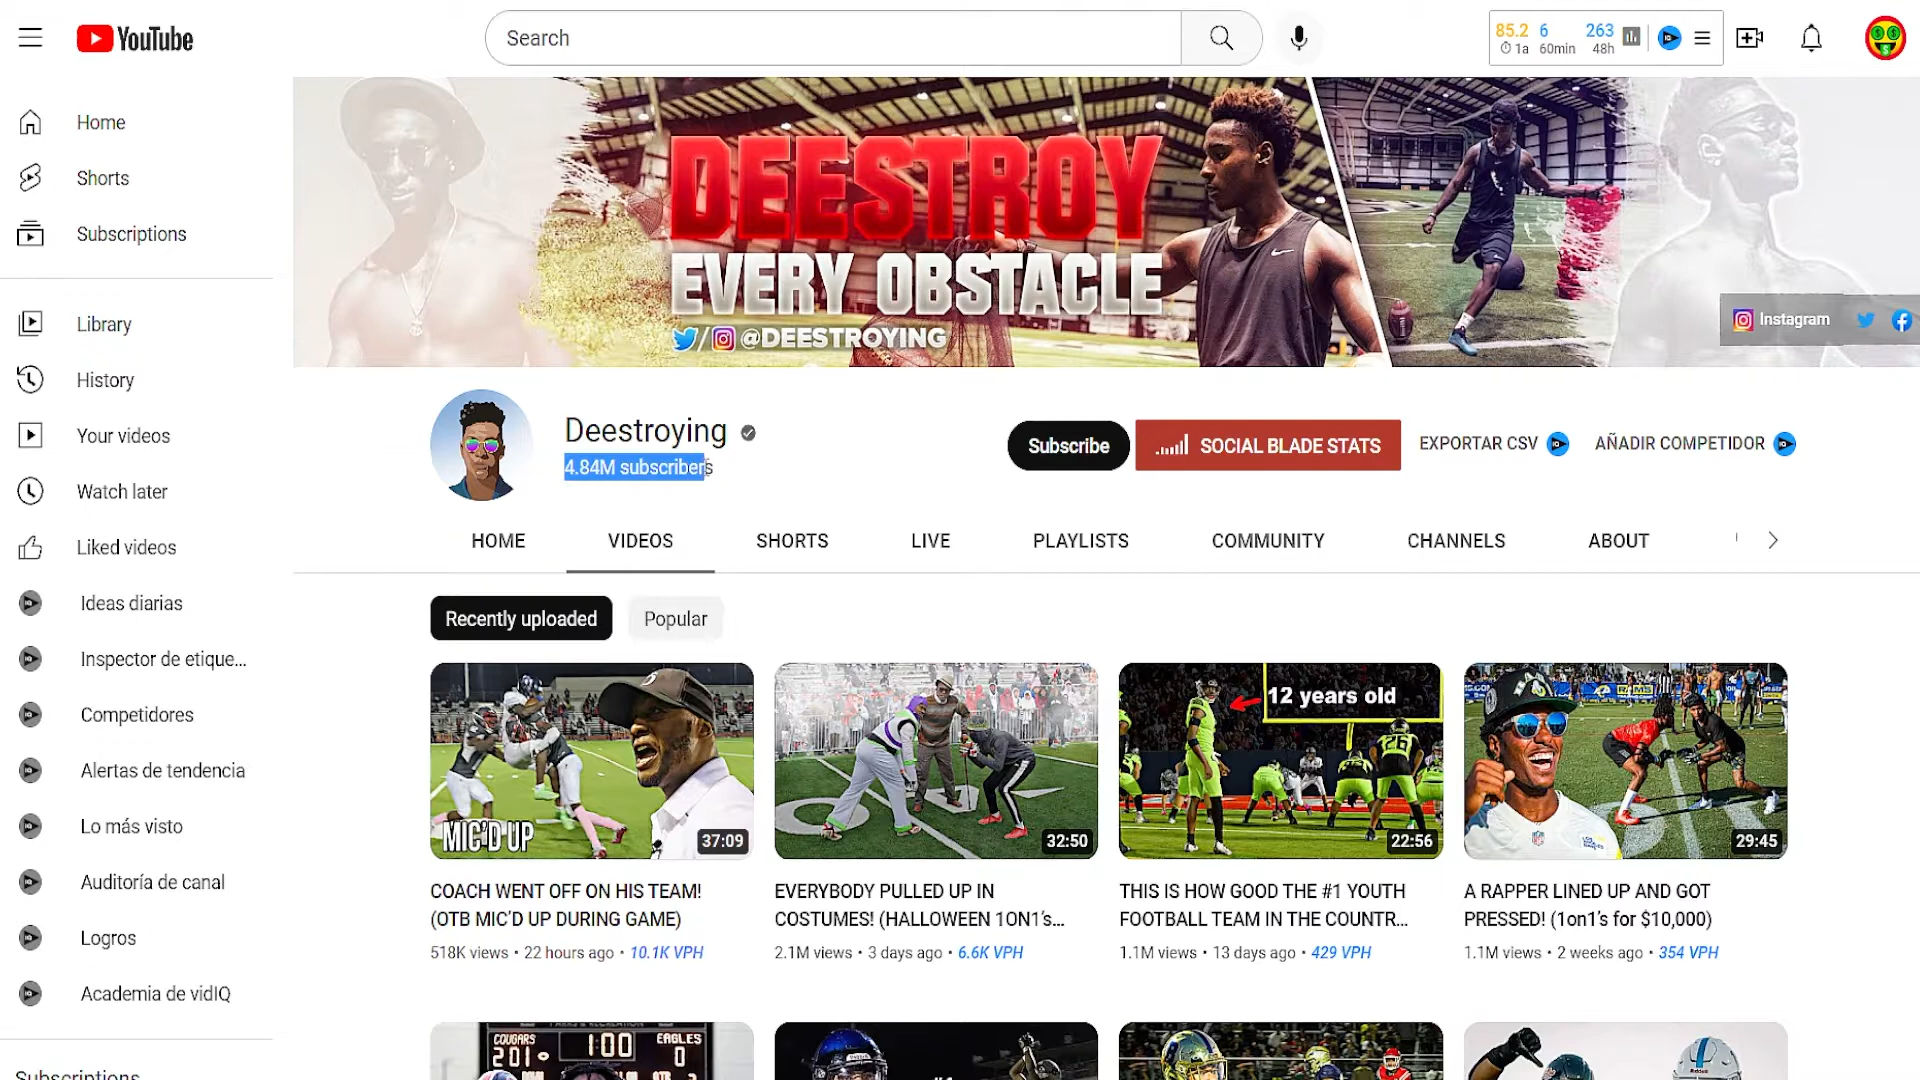 YouTube
Search
85.2 6 263
1a 60min 48h
Home
Shorts
Subscriptions
Library
History
Your videos
Watch later
Liked videos
Ideas diarias
Inspector de etique...
Competidores
Alertas de tendencia
Lo más visto
Auditoría de canal
Logros
Academia de vidIQ
Subscriptions
DEESTROY
EVERY OBSTACLE
/ @DEESTROYING
Instagram
Deestroying
4.84M subscribers
Subscribe
SOCIAL BLADE STATS
EXPORTAR CSV
AÑADIR COMPETIDOR
HOME VIDEOS SHORTS LIVE PLAYLISTS COMMUNITY CHANNELS ABOUT
Recently uploaded
Popular
MIC'D UP
37:09
32:50
12 years old
26
22:56
RAMS
29:45
COACH WENT OFF ON HIS TEAM!
(OTB MIC'D UP DURING GAME)
518K views • 22 hours ago • 10.1K VPH
EVERYBODY PULLED UP IN
COSTUMES! (HALLOWEEN 1ON1's...
2.1M views • 3 days ago • 6.6K VPH
THIS IS HOW GOOD THE #1 YOUTH
FOOTBALL TEAM IN THE COUNTR...
1.1M views • 13 days ago • 429 VPH
A RAPPER LINED UP AND GOT
PRESSED! (1on1's for $10,000)
1.1M views • 2 weeks ago • 354 VPH
COUGARS 1:00 EAGLES
201 0